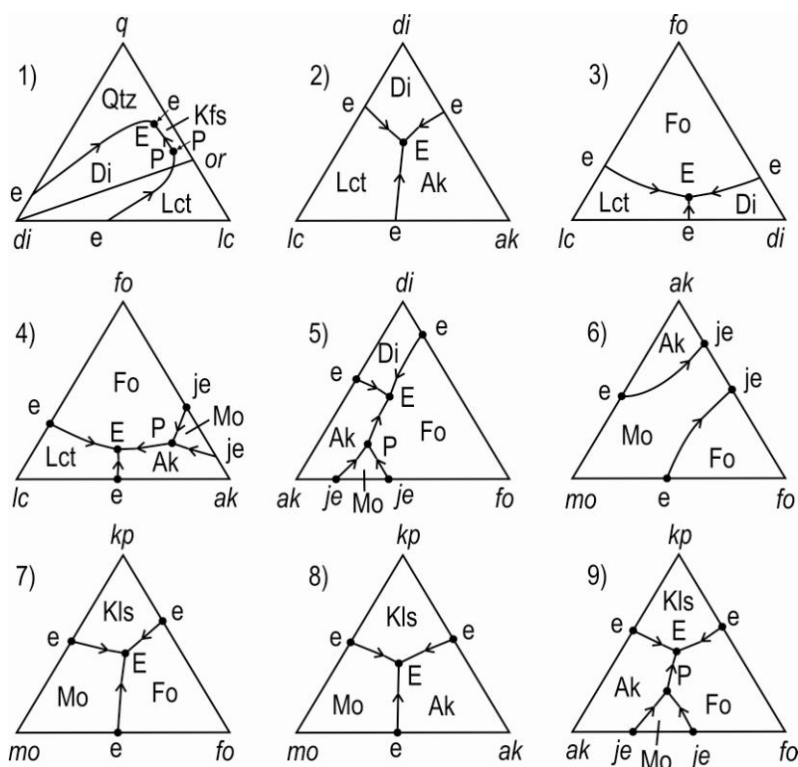 q
1)
Qtz
e
Kfs
E
P
P
or
Di
e
Lct
di
e
lc
di
2)
Di
e
e
E
Lct
Ak
lc
e
ak
fo
3)
Fo
e
e
E
Lct
Di
lc
e
di
fo
4)
Fo
je
e
Mo
E
P
Lct
Ak
je
lc
e
ak
di
5)
e
Di
e
E
Ak
P
Fo
ak
je
Mo
je
fo
ak
6)
Ak
je
e
je
Mo
Fo
mo
e
fo
kp
7)
Kls
e
e
E
Mo
Fo
mo
e
fo
kp
8)
Kls
e
e
E
Mo
Ak
mo
e
ak
kp
9)
Kls
e
e
E
P
Ak
Fo
ak
je
Mo
je
fo